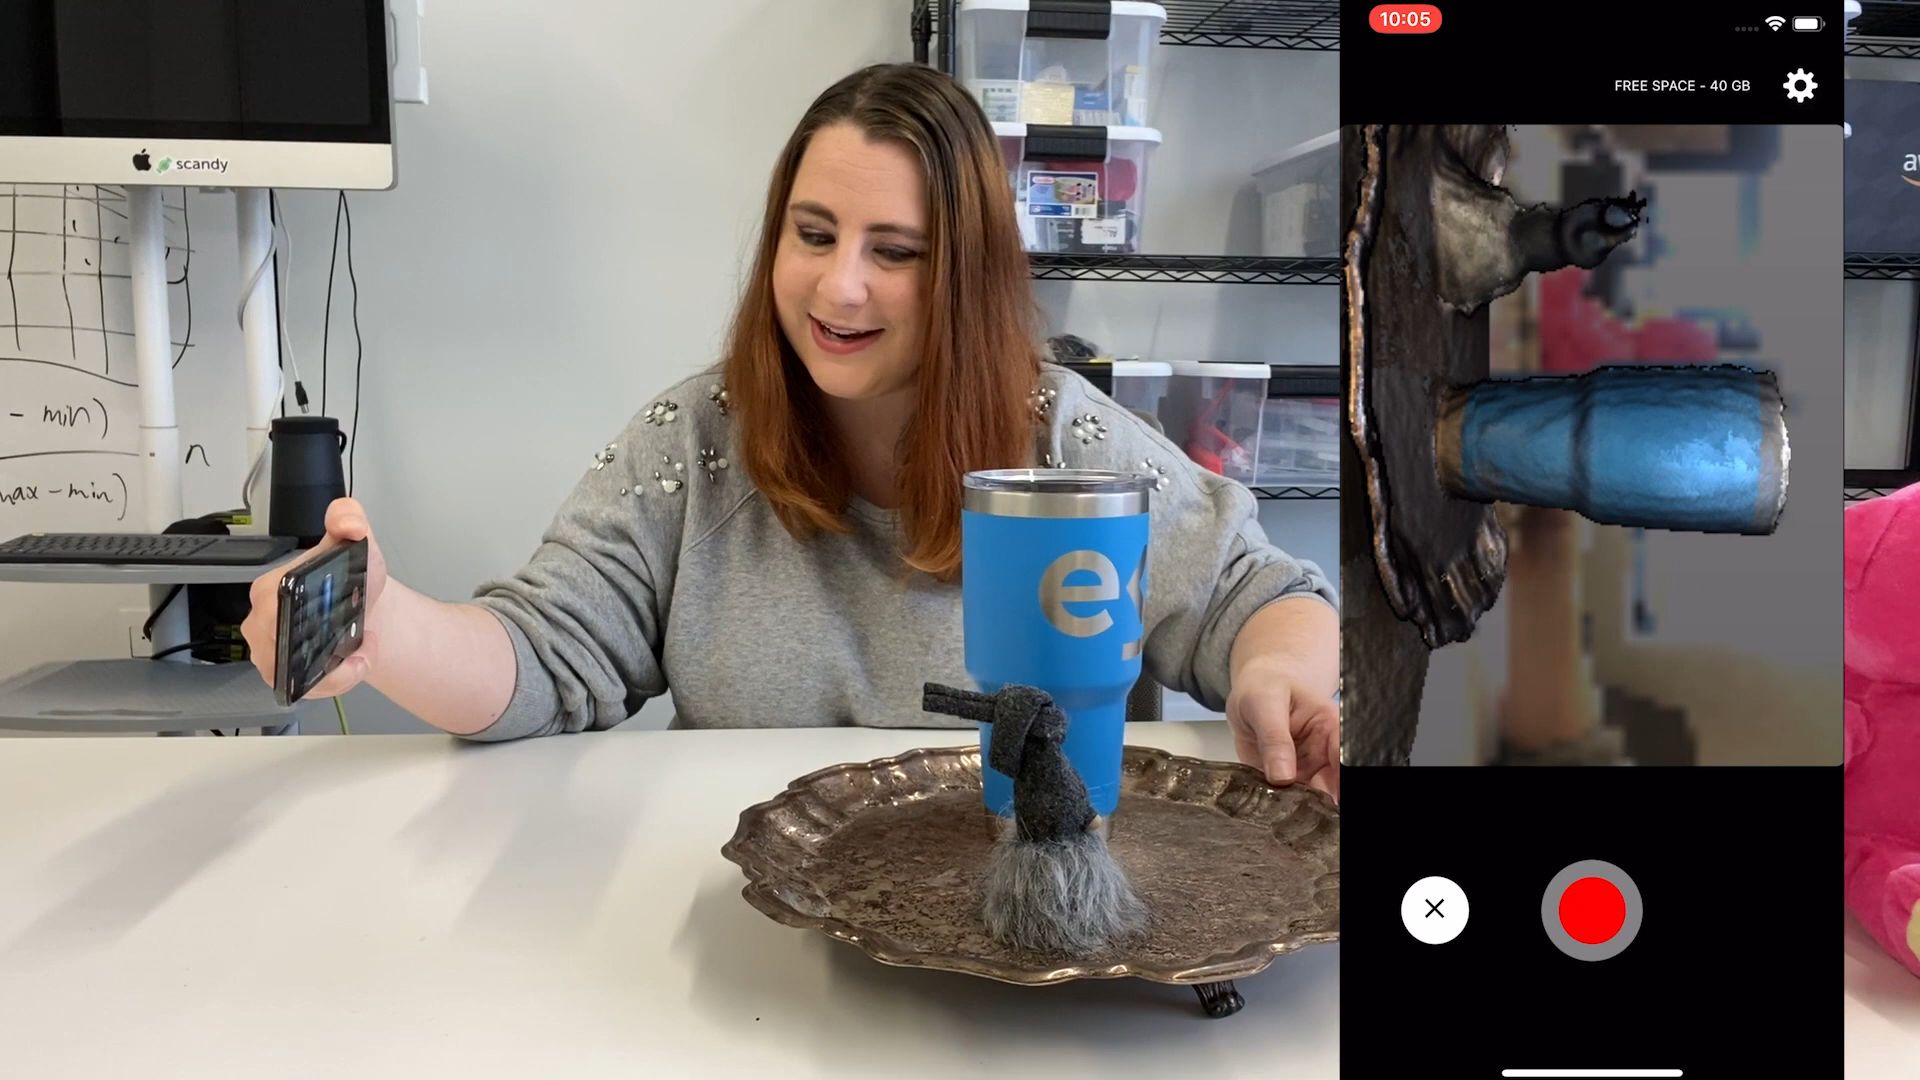 scandy
- min)
n
max - min)
e
10:05
FREE SPACE - 40 GB